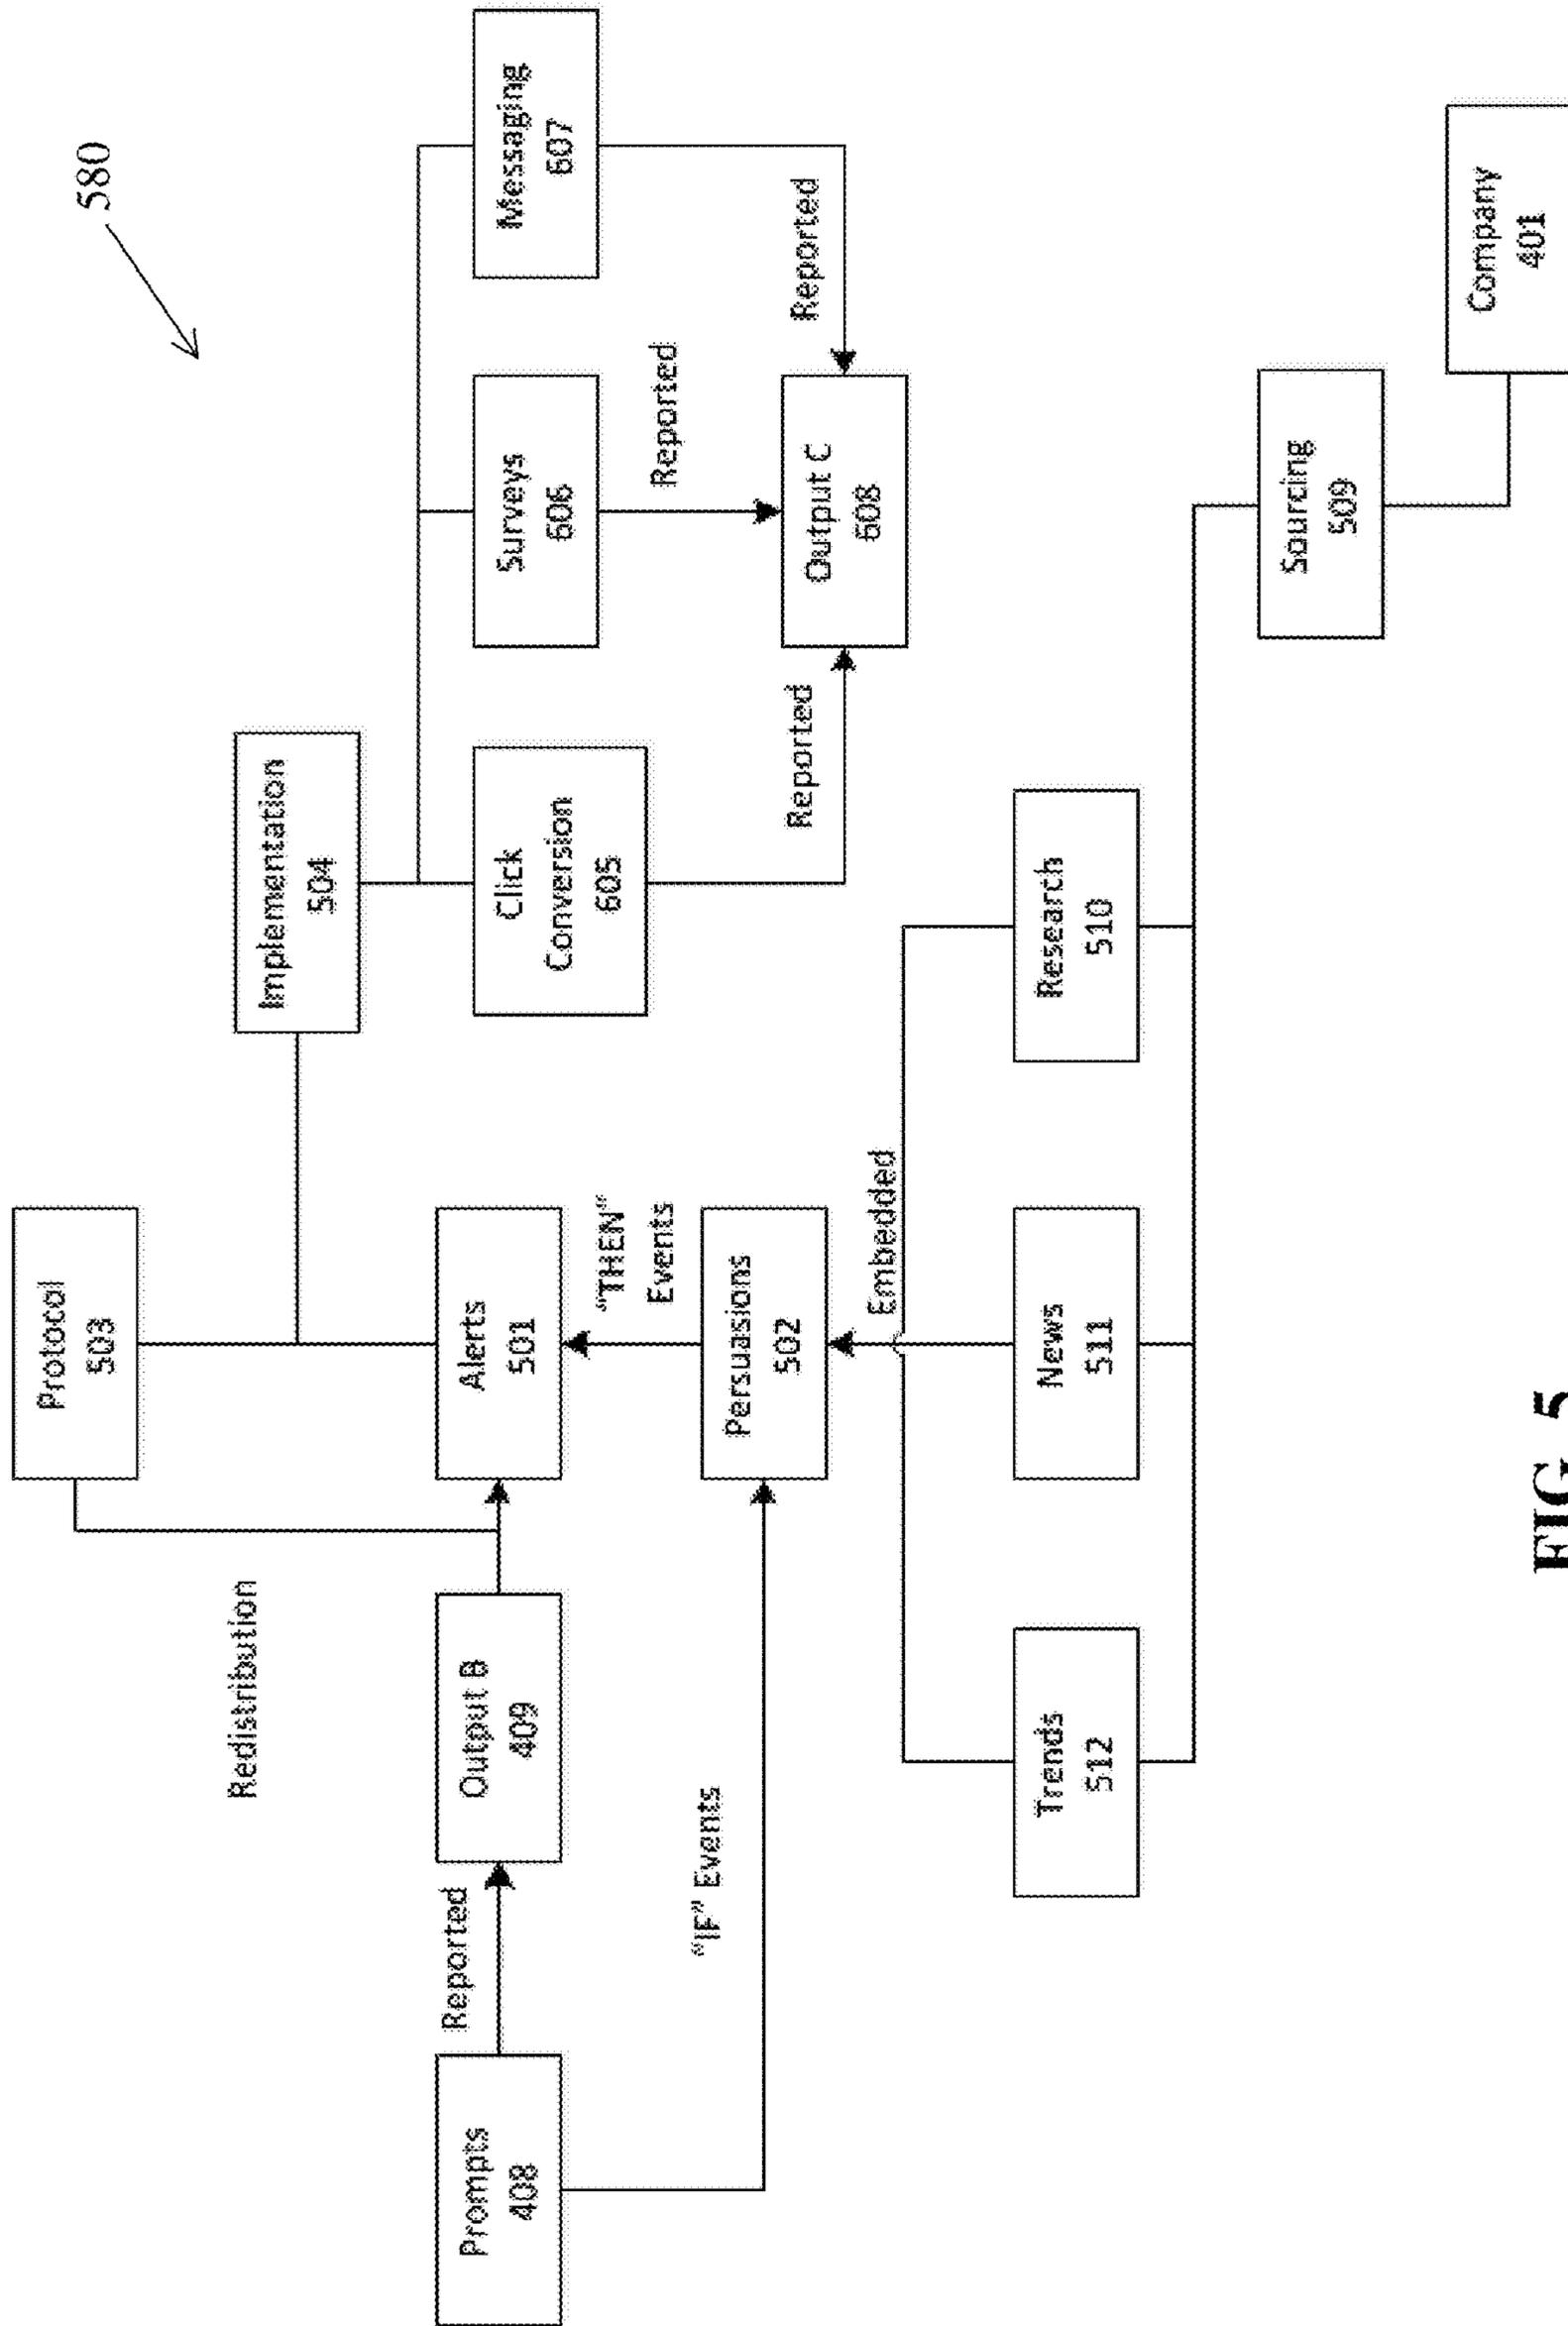 580
Protocal
503
Implementation
504
Redistribution
Prompts
408
Reported
Output B
409
Alerts
501
Click
Conversion
605
Surveys
606
Messaging
607
"THEN"
Events
Reported
"IF" Events
Persuasions
502
Reported
Output C
608
Reported
Embedded
Trends
512
News
511
Research
510
Sourcing
509
Company
401
FIG. 5